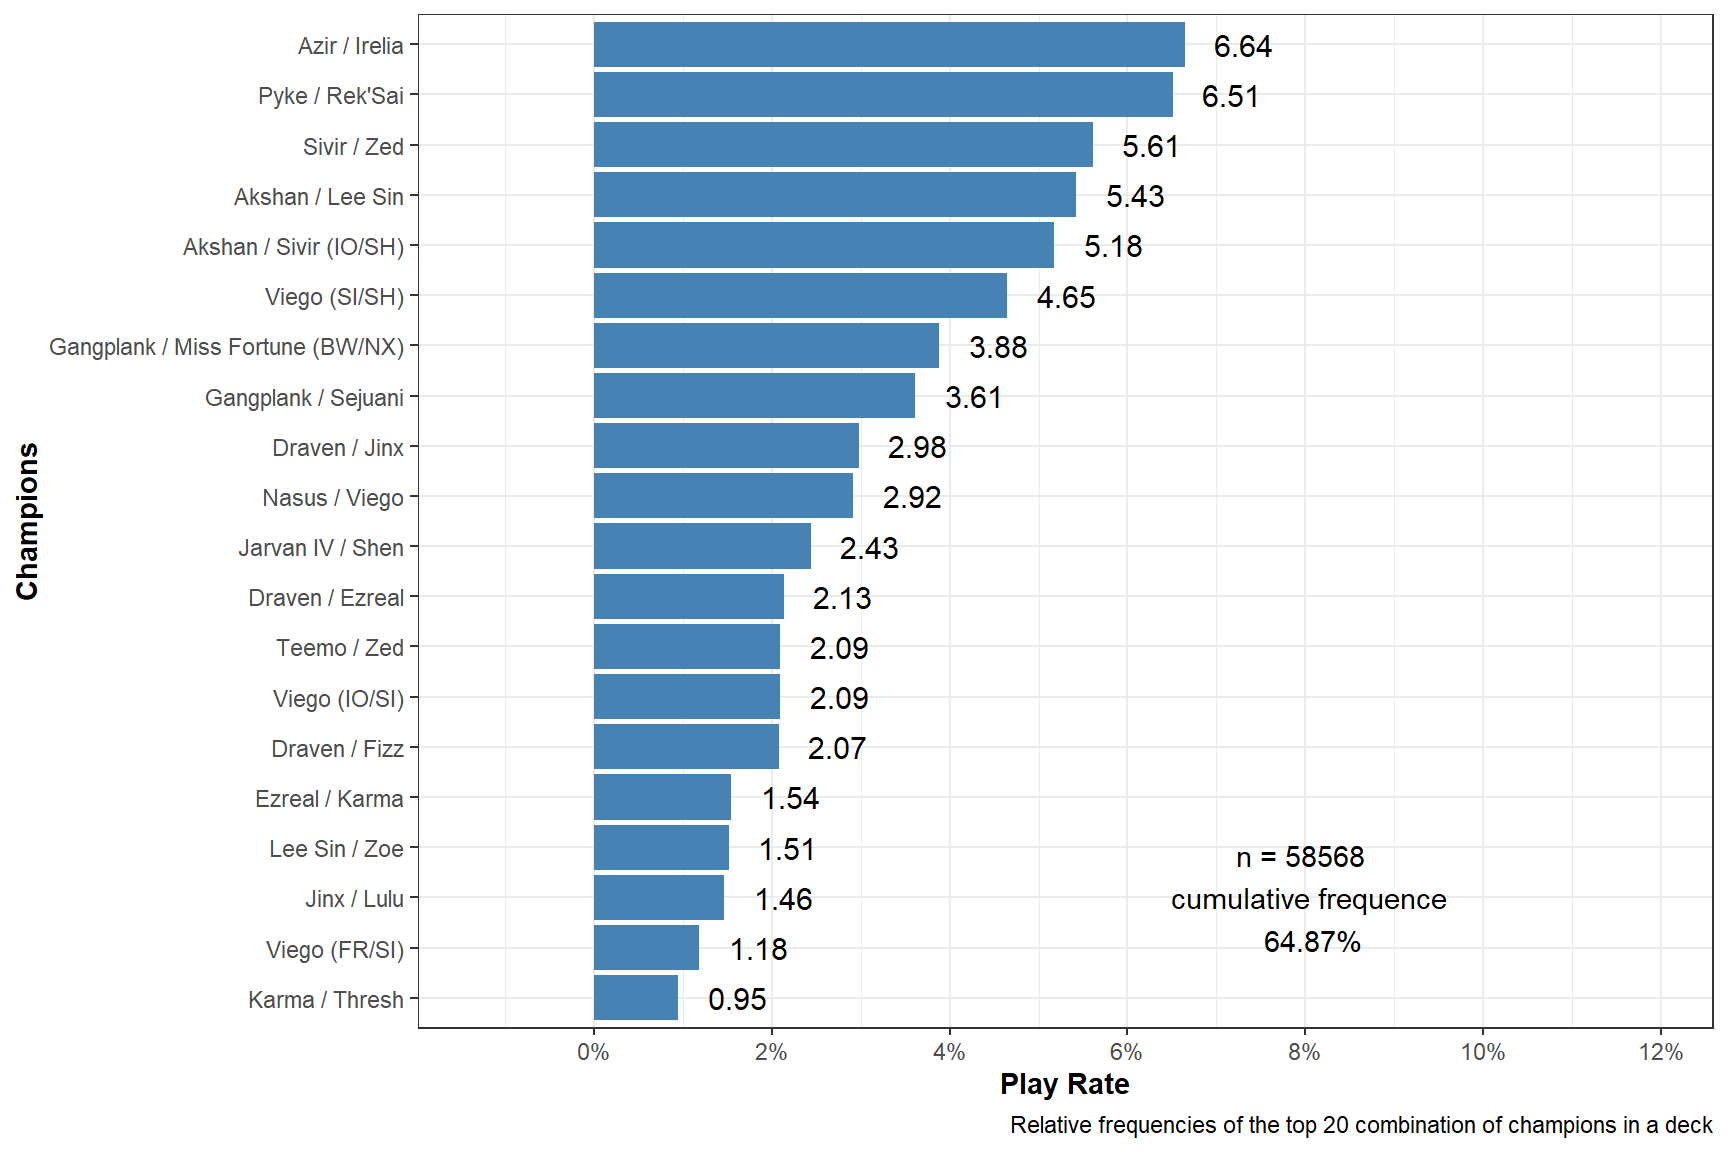 Champions
Azir / Irelia 6.64
Pyke / Rek'Sai 6.51
Sivir / Zed 5.61
Akshan / Lee Sin 5.43
Akshan / Sivir (IO/SH) 5.18
Viego (SI/SH) 4.65
Gangplank / Miss Fortune (BW/NX) 3.88
Gangplank / Sejuani 3.61
Draven / Jinx 2.98
Nasus / Viego 2.92
Jarvan IV / Shen 2.43
Draven / Ezreal 2.13
Teemo / Zed 2.09
Viego (IO/SI) 2.09
Draven / Fizz 2.07
Ezreal / Karma 1.54
Lee Sin / Zoe 1.51
Jinx / Lulu 1.46
Viego (FR/SI) 1.18
Karma / Thresh 0.95
n = 58568
cumulative frequence
64.87%
0% 2% 4% 6% 8% 10% 12%
Play Rate
Relative frequencies of the top 20 combination of champions in a deck